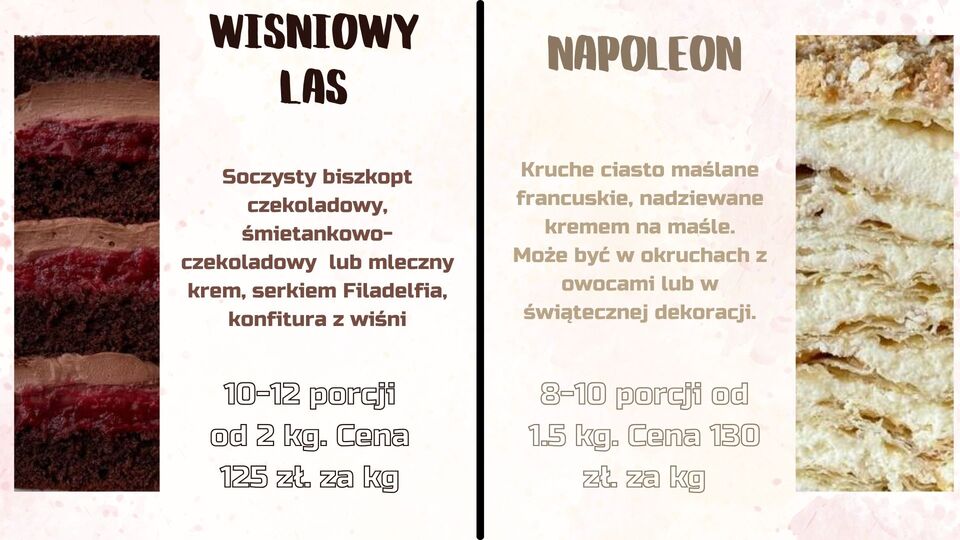 WISNIOWY
LAS
Soczysty biszkopt
czekoladowy,
śmietankowo-
czekoladowy lub mleczny
krem, serkiem Filadelfia,
konfitura z wiśni
10-12 porcji
od 2 kg. Cena
125 zł. za kg
NAPOLEON
Kruche ciasto maślane
francuskie, nadziewane
kremem na maśle.
Może być w okruchach z
owocami lub w
świątecznej dekoracji.
8-10 porcji od
1.5 kg. Cena 130
zł. za kg